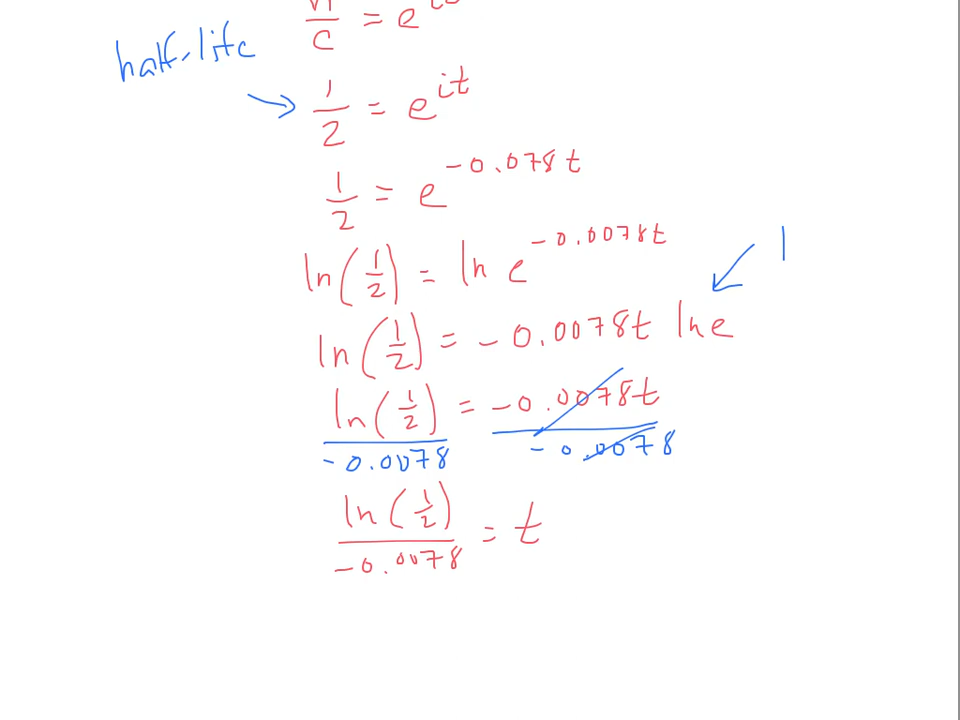 n/c = e^i
half-life
1/2 = e^it
1/2 = e^-0.078t
ln(1/2) = ln e^-0.0078t
1
ln(1/2) = -0.0078t ln e
ln(1/2) = -0.0078t
-0.0078 -0.0078
ln(1/2)/-0.0078 = t